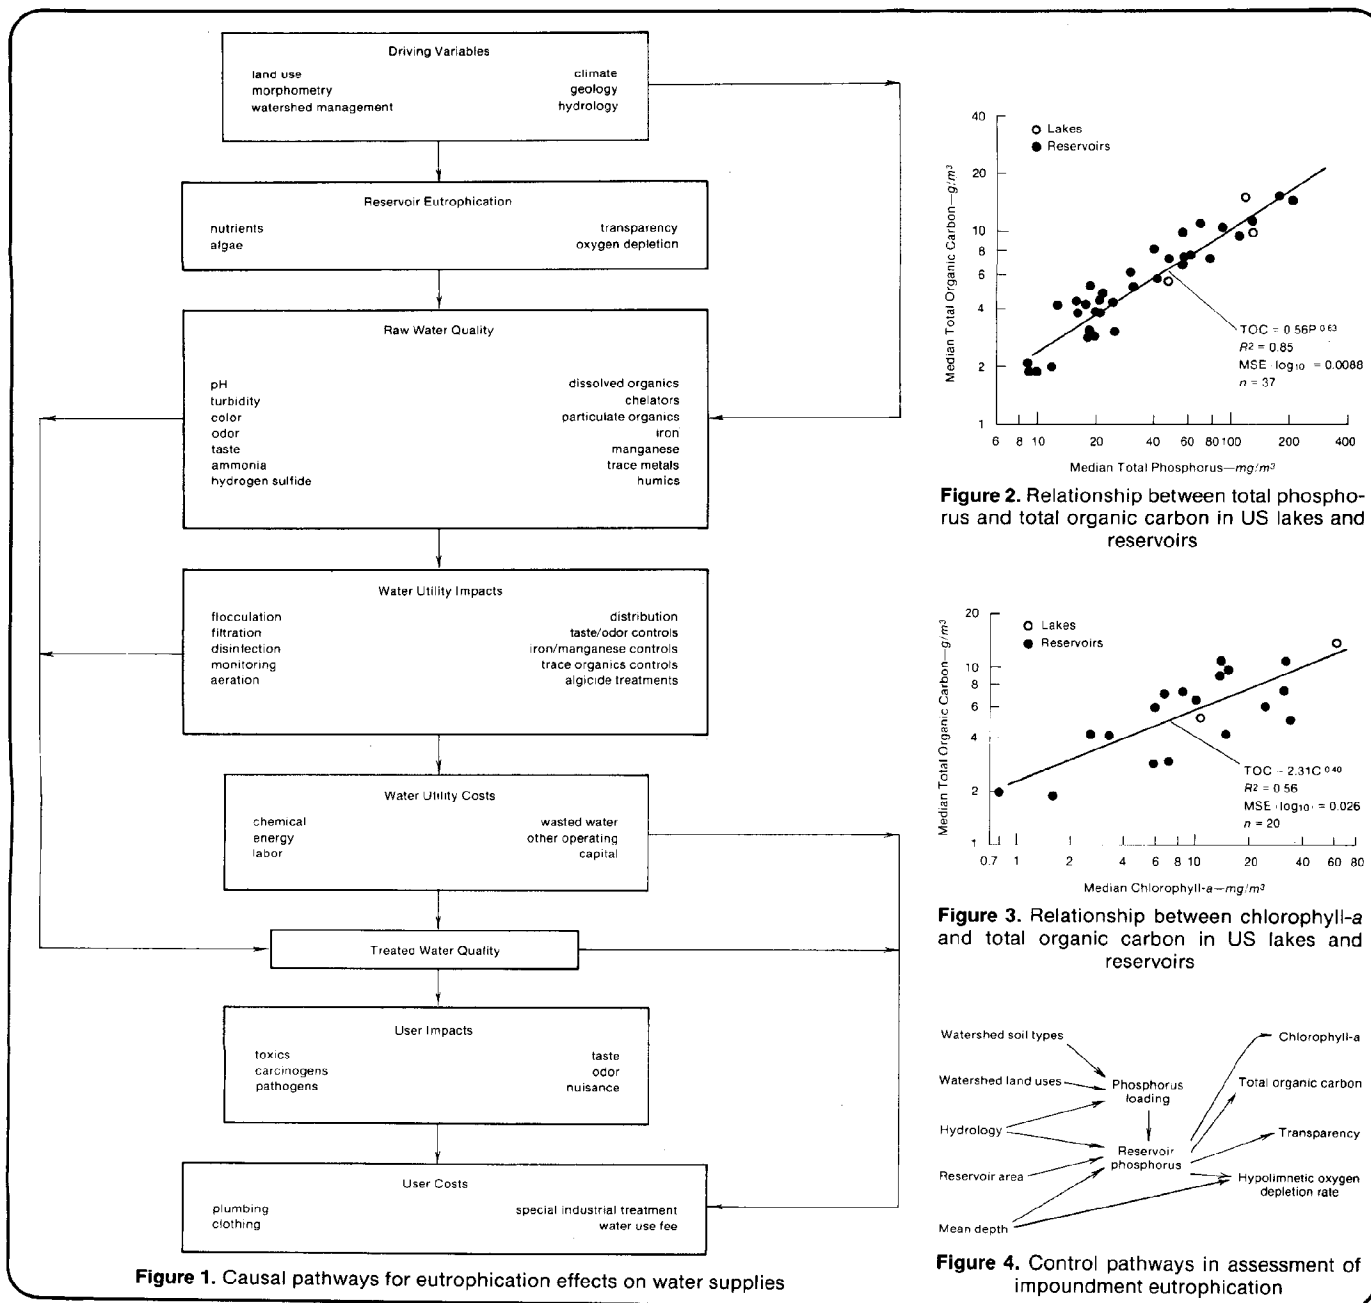 Driving Variables
land use climate
morphometry geology
watershed management hydrology
Reservoir Eutrophication
nutrients transparency
algae oxygen depletion
Raw Water Quality
pH dissolved organics
turbidity chelators
color particulate organics
odor iron
taste manganese
ammonia trace metals
hydrogen sulfide humics
Water Utility Impacts
flocculation distribution
filtration taste/odor controls
disinfection iron/manganese controls
monitoring trace organics controls
aeration algicide treatments
Water Utility Costs
chemical wasted water
energy other operating
labor capital
Treated Water Quality
User Impacts
toxics taste
carcinogens odor
pathogens nuisance
User Costs
plumbing special industrial treatment
clothing water use fee
Figure 1. Causal pathways for eutrophication effects on water supplies
Median Total Organic Carbon—g/m³
40
20
10
8
6
4
2
1
Lakes
Reservoirs
TOC = 0.56P 0.63
R² = 0.85
MSE (log₁₀) = 0.0088
n = 37
6 8 10 20 40 60 80 100 200 400
Median Total Phosphorus—mg/m³
Figure 2. Relationship between total phospho-
rus and total organic carbon in US lakes and
reservoirs
Median Total Organic Carbon—g/m³
20
10
8
6
4
2
1
Lakes
Reservoirs
TOC = 2.31C 0.40
R² = 0.56
MSE (log₁₀) = 0.026
n = 20
0.7 1 2 4 6 8 10 20 40 60 80
Median Chlorophyll-a—mg/m³
Figure 3. Relationship between chlorophyll-a
and total organic carbon in US lakes and
reservoirs
Watershed soil types
Watershed land uses
Hydrology
Reservoir area
Mean depth
Phosphorus
loading
Reservoir
phosphorus
Chlorophyll-a
Total organic carbon
Transparency
Hypolimnetic oxygen
depletion rate
Figure 4. Control pathways in assessment of
impoundment eutrophication